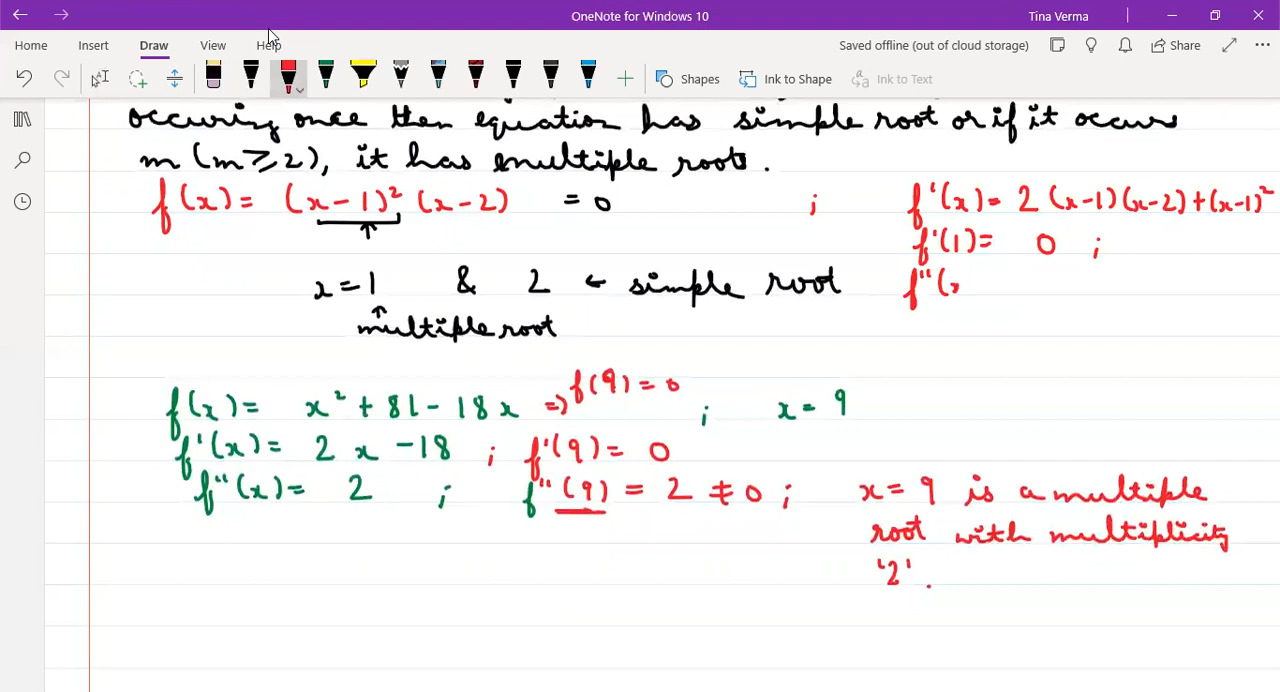 OneNote for Windows 10
Tina Verma
Home Insert Draw View Help
Saved offline (out of cloud storage)
Share
Shapes
Ink to Shape
Ink to Text
occuring once then equation has simple root or if it occurs
m (m≥2), it has multiple roots.
f(x) = (x-1)² (x-2) = 0 ; f'(x) = 2(x-1)(x-2)+(x-1)²
f'(1) = 0 ;
x = 1 & 2 ← simple root
f''(x
↑
multiple root
f(x) = x² + 81 - 18x ⇒ f(9) = 0 ; x = 9
f'(x) = 2x - 18 ; f'(9) = 0
f''(x) = 2 ; f''(9) = 2 ≠ 0 ; x = 9 is a multiple
root with multiplicity
'2'.